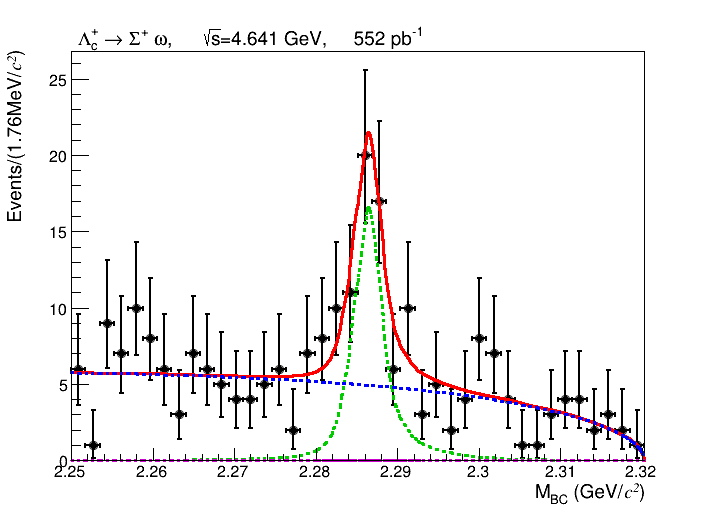 Λc+ → Σ+ ω, √s=4.641 GeV, 552 pb-1
Events/(1.76MeV/c2)
25
20
15
10
5
0
2.25 2.26 2.27 2.28 2.29 2.3 2.31 2.32
MBC (GeV/c2)